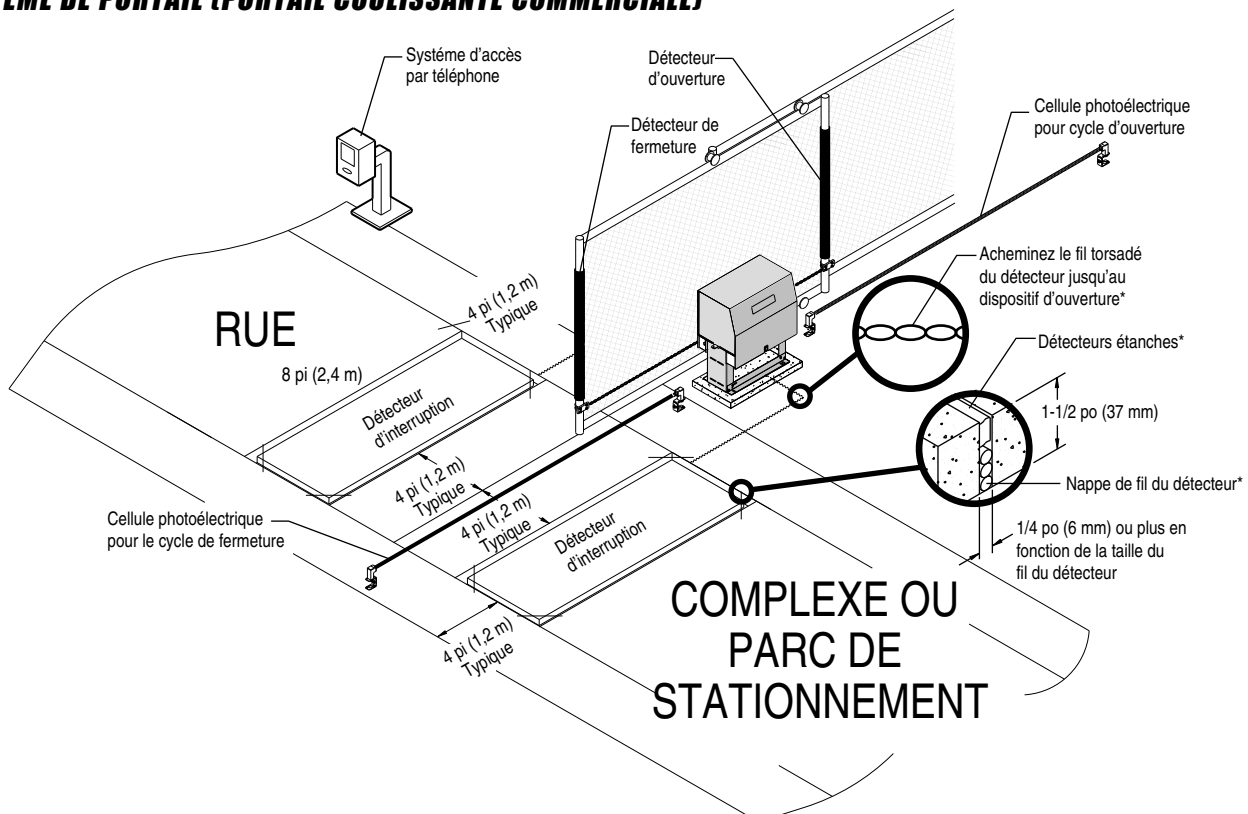 ÈME DE PORTAIL (PORTAIL COULISSANTE COMMERCIALE)
Systéme d'accès
par téléphone
Détecteur
d'ouverture
Détecteur de
fermeture
Cellule photoélectrique
pour cycle d'ouverture
Acheminez le fil torsadé
du détecteur jusqu'au
dispositif d'ouverture*
4 pi (1,2 m)
Typique
RUE
8 pi (2,4 m)
Détecteur
d'interruption
Détecteurs étanches*
1-1/2 po (37 mm)
Nappe de fil du détecteur*
1/4 po (6 mm) ou plus en
fonction de la taille du
fil du détecteur
4 pi (1,2 m)
Typique
4 pi (1,2 m)
Typique
Cellule photoélectrique
pour le cycle de fermeture
Détecteur
d'interruption
4 pi (1,2 m)
Typique
COMPLEXE OU
PARC DE
STATIONNEMENT